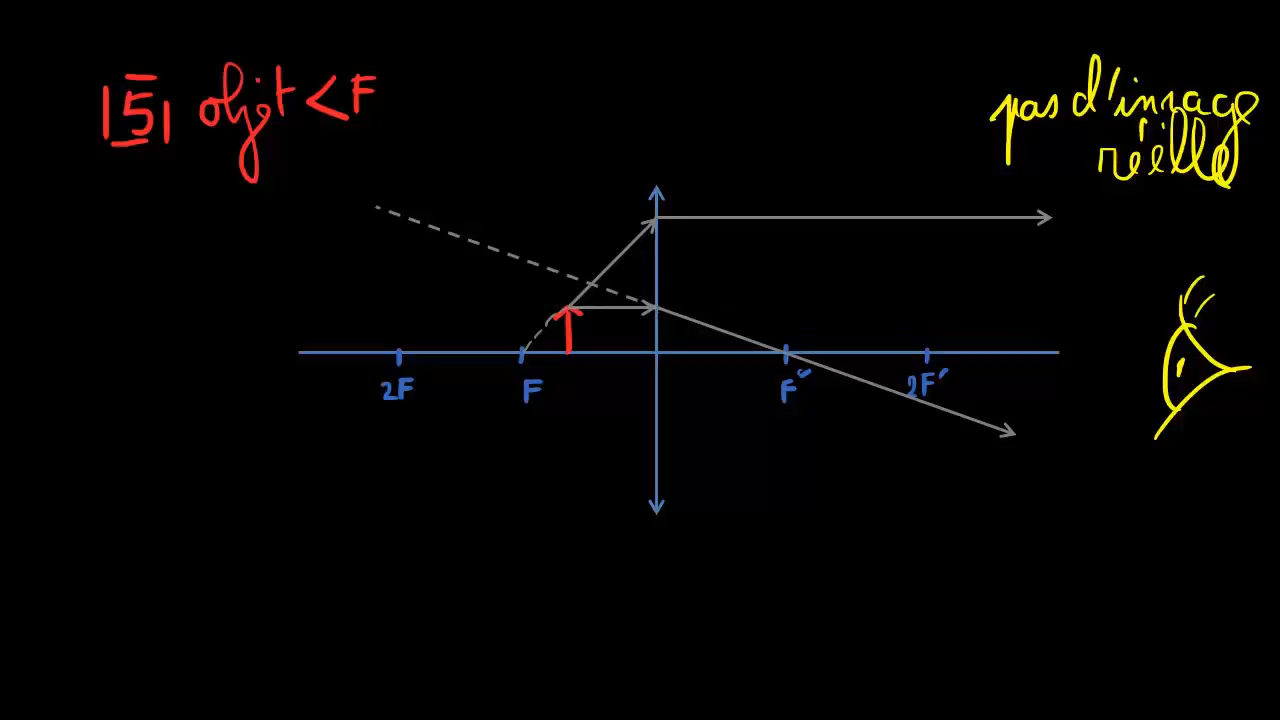 5 objet < F
pas d'image
réelle
2F
F
F'
2F'